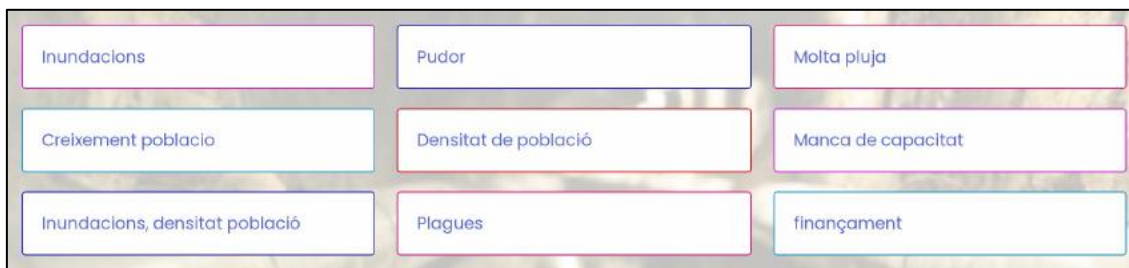 Inundacions
Pudor
Molta pluja
Creixement poblacio
Densitat de població
Manca de capacitat
Inundacions, densitat població
Plagues
finançament